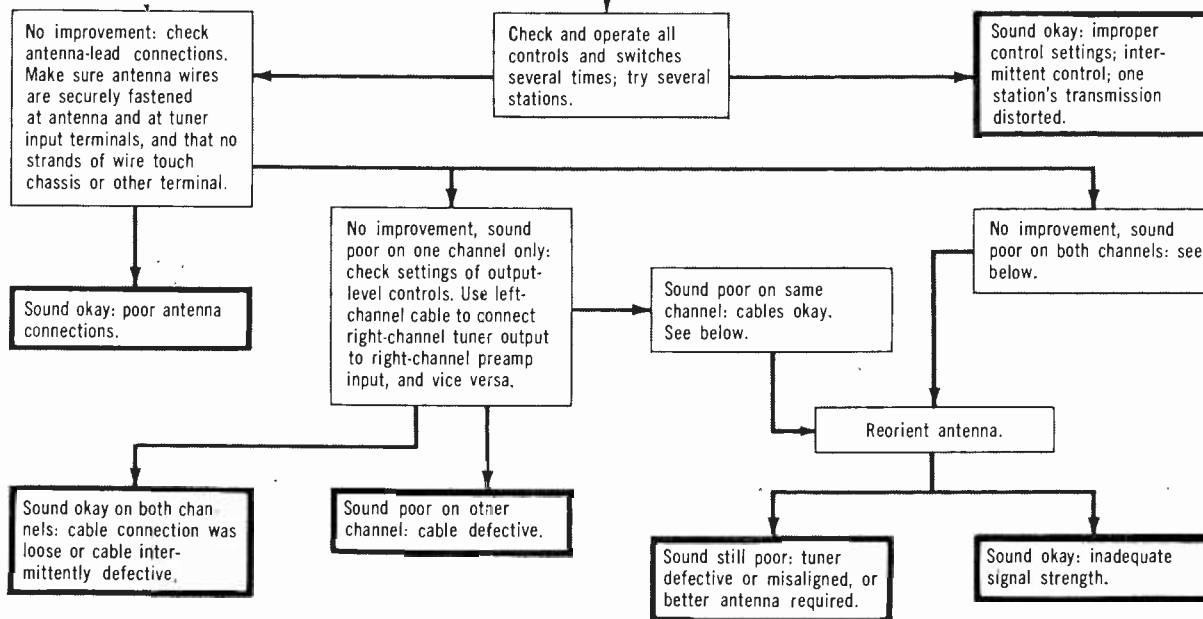 No improvement: check
antenna-lead connections.
Make sure antenna wires
are securely fastened
at antenna and at tuner
input terminals, and that no
strands of wire touch
chassis or other terminal.
Check and operate all
controls and switches
several times; try several
stations.
Sound okay: improper
control settings; inter-
mittent control; one
station's transmission
distorted.
No improvement, sound
poor on one channel only:
check settings of output-
level controls. Use left-
channel cable to connect
right-channel tuner output
to right-channel preamp
input, and vice versa.
No improvement, sound
poor on both channels: see
below.
Sound okay: poor antenna
connections.
Sound poor on same
channel: cables okay.
See below.
Reorient antenna.
Sound okay on both chan-
nels: cable connection was
loose or cable inter-
mittently defective.
Sound poor on other
channel: cable defective.
Sound still poor: tuner
defective or misaligned, or
better antenna required.
Sound okay: inadequate
signal strength.